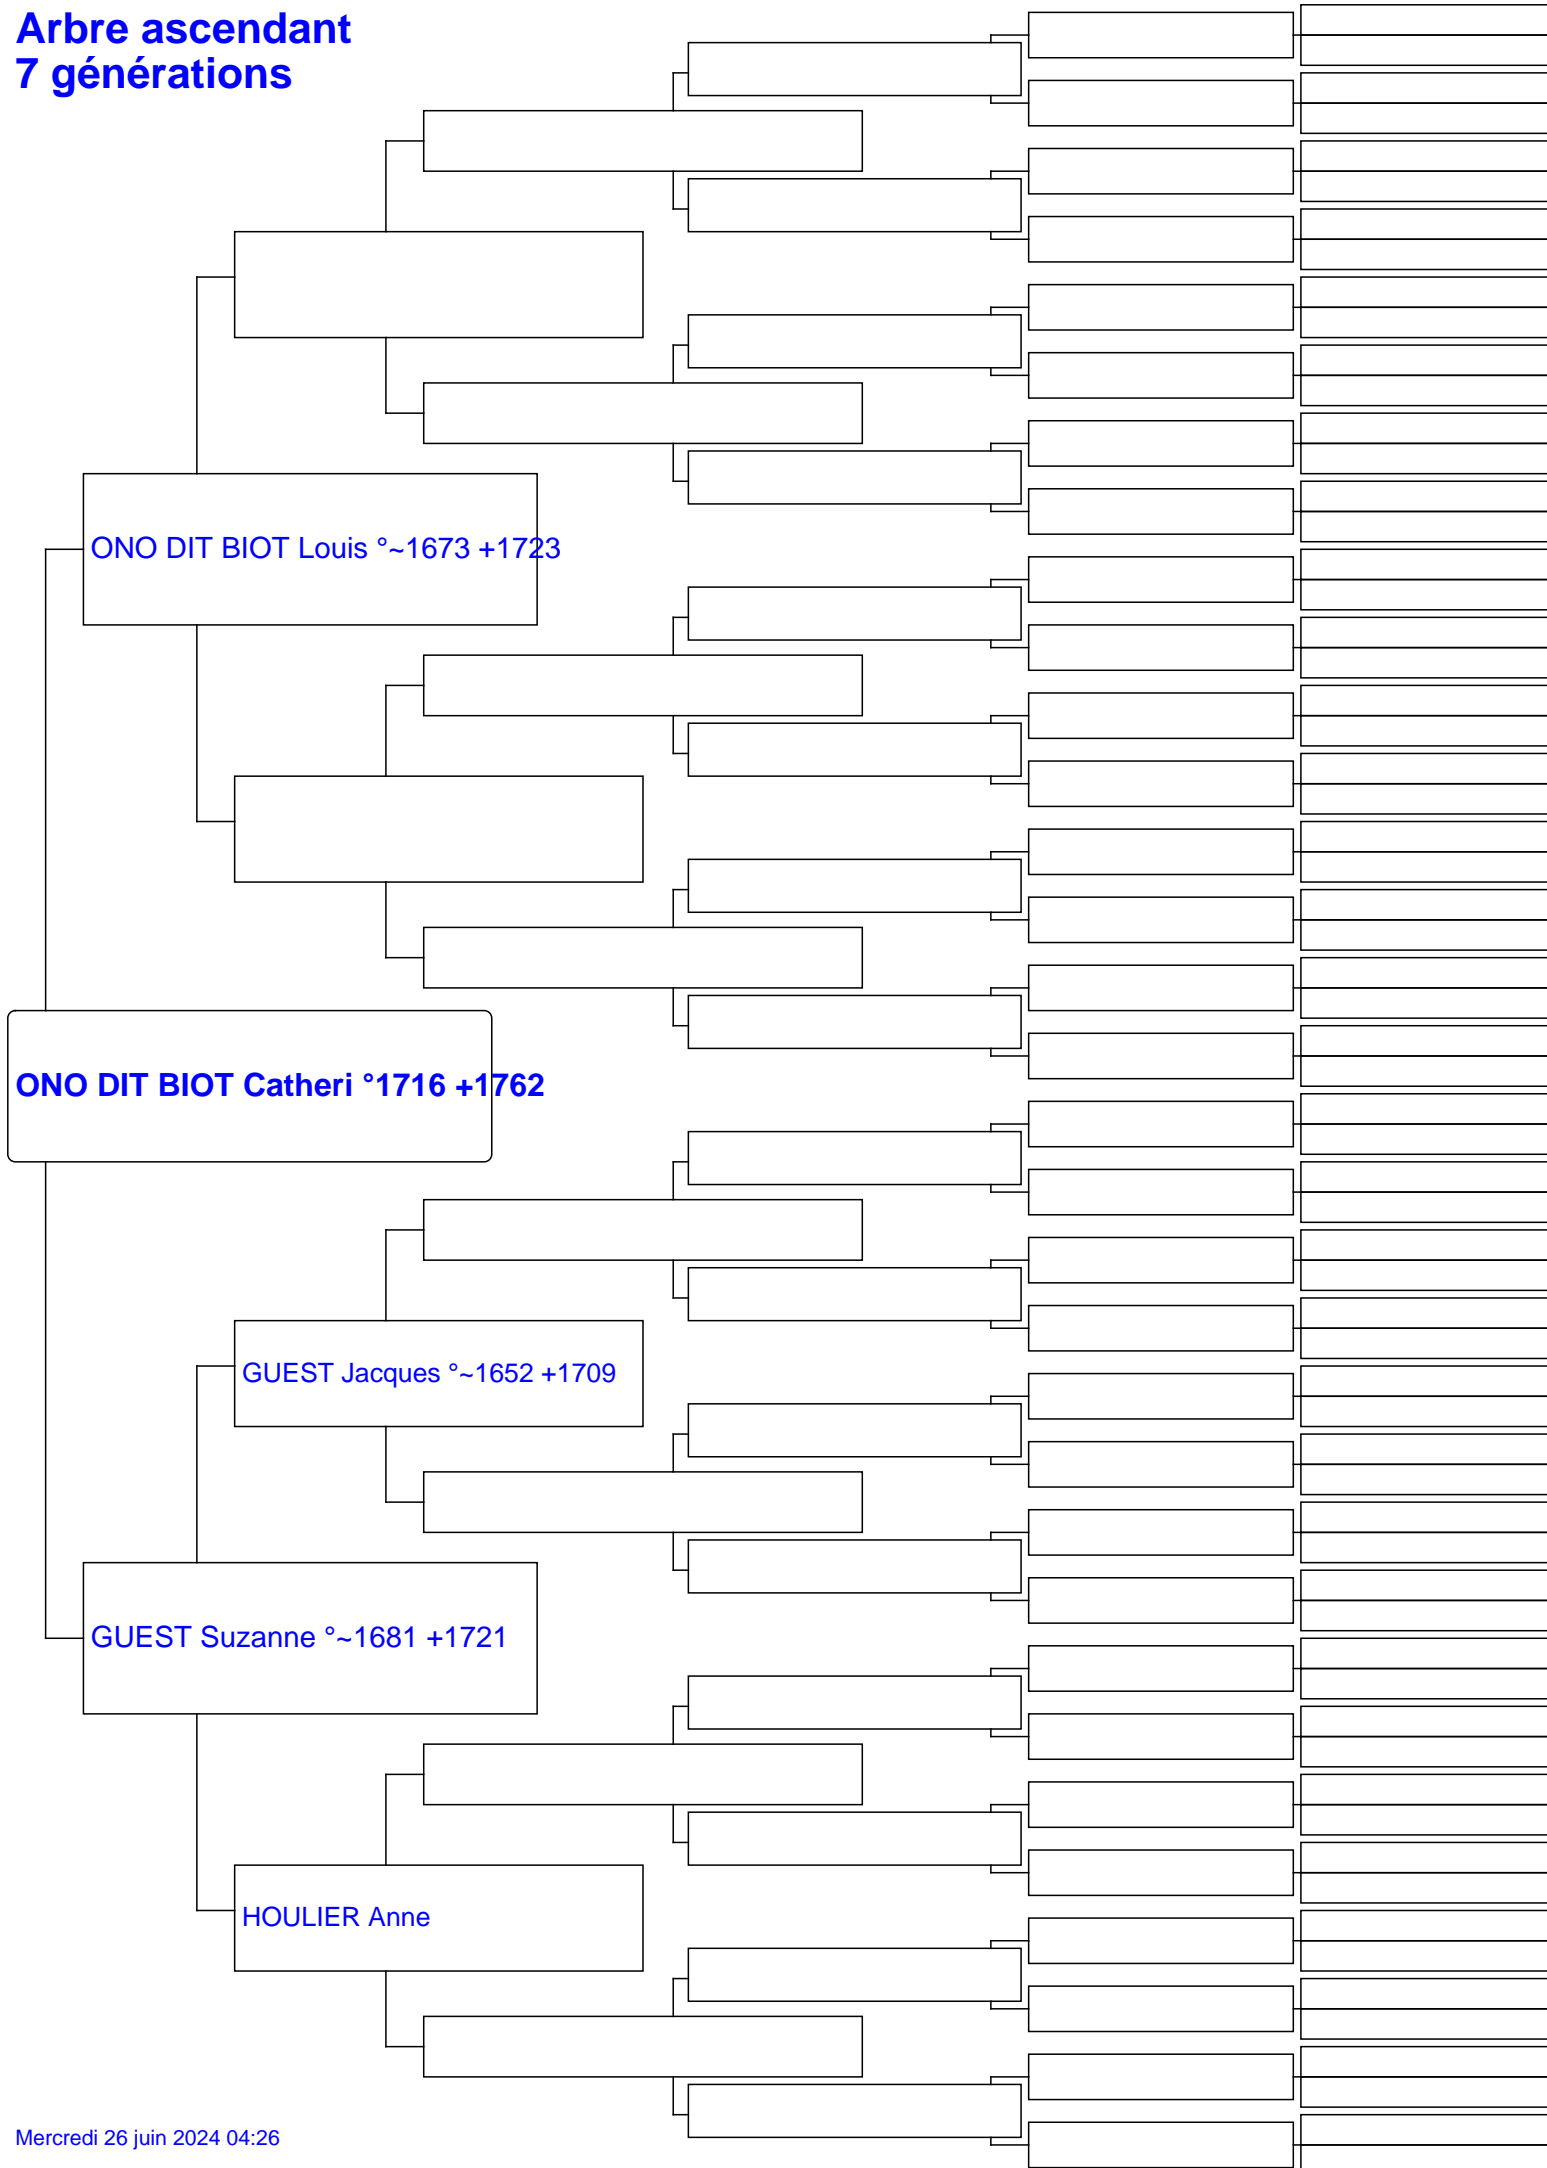 Arbre ascendant
7 générations
ONO DIT BIOT Louis °~1673 +1723
ONO DIT BIOT Catheri °1716 +1762
GUEST Jacques °~1652 +1709
GUEST Suzanne °~1681 +1721
HOULIER Anne
Mercredi 26 juin 2024 04:26